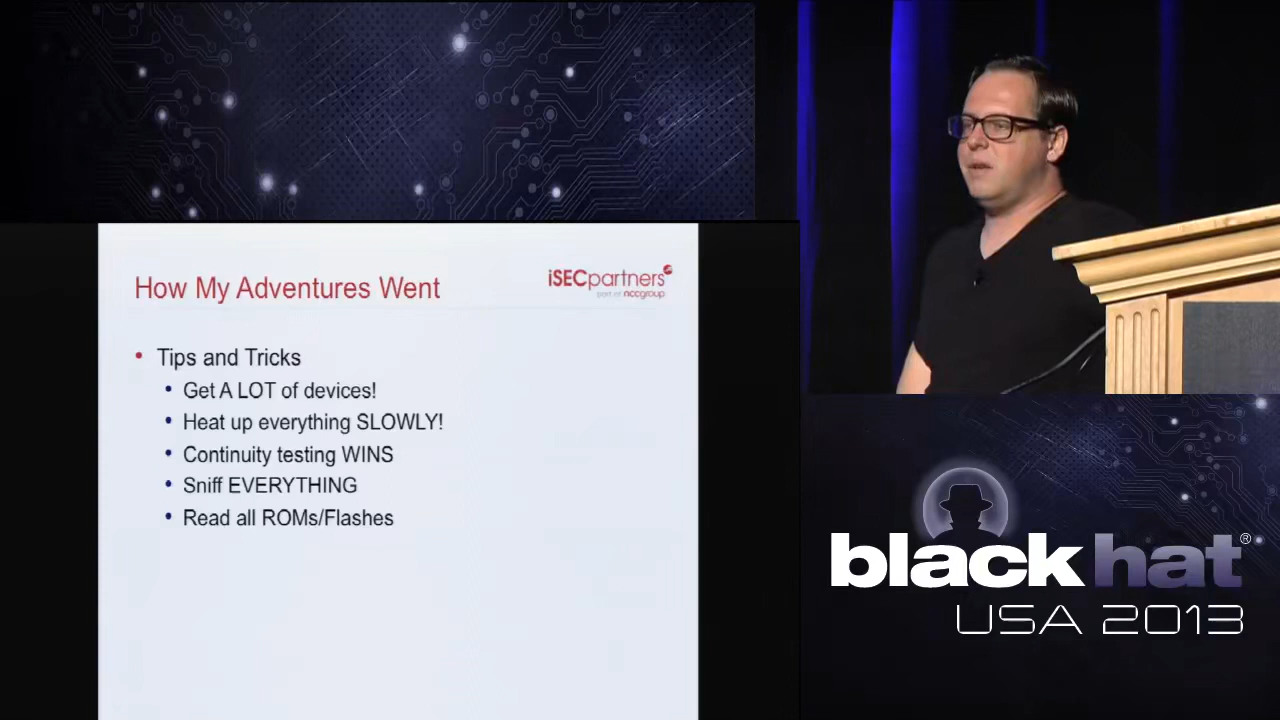 How My Adventures Went
iSECpartners
part of nccgroup
Tips and Tricks
Get A LOT of devices!
Heat up everything SLOWLY!
Continuity testing WINS
Sniff EVERYTHING
Read all ROMs/Flashes
black hat®
USA 2013